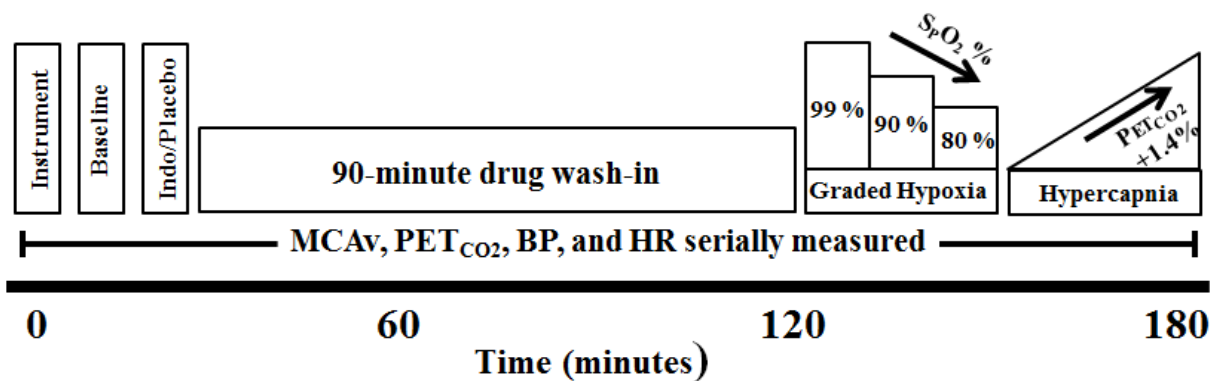 Instrument
Baseline
Indo/Placebo
90-minute drug wash-in
99 %
90 %
80 %
SPO2 %
Graded Hypoxia
PETCO2
+1.4%
Hypercapnia
MCAv, PETCO2, BP, and HR serially measured
0 60 120 180
Time (minutes)